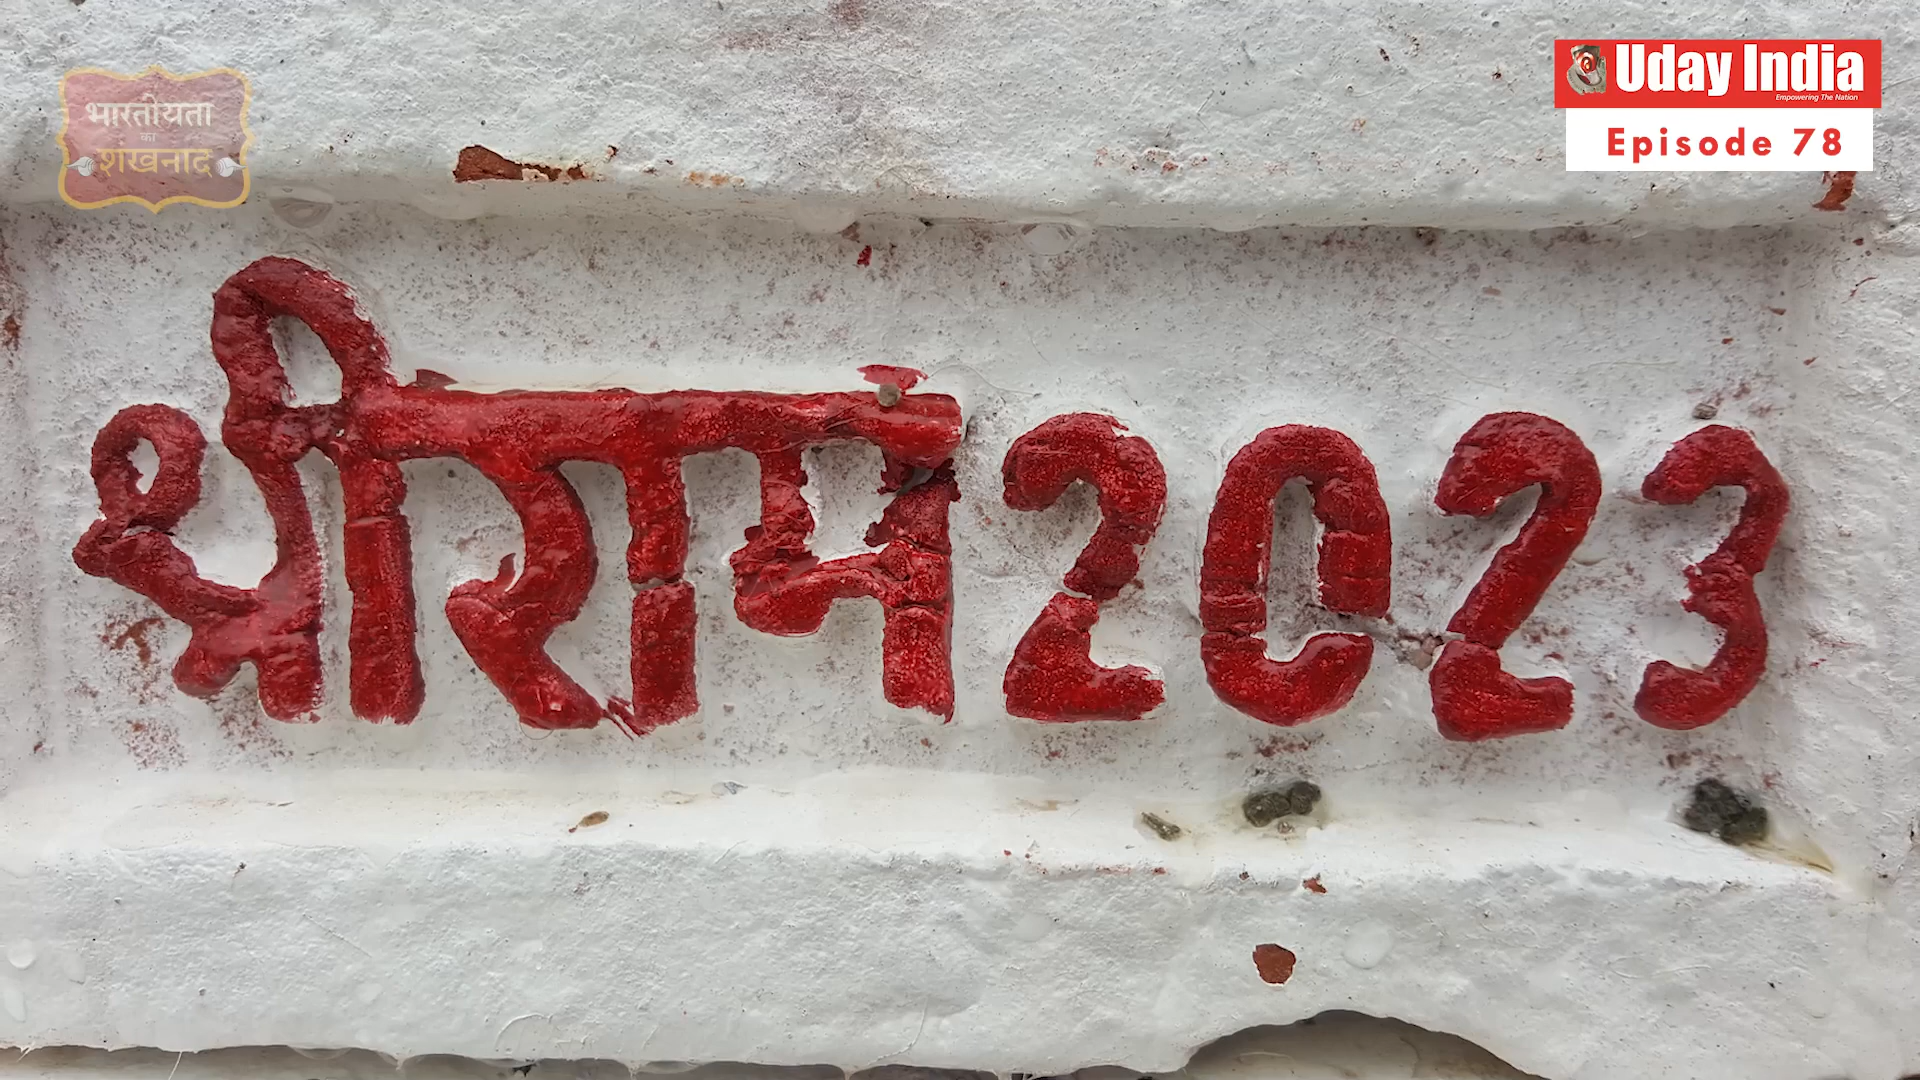 भारतीयता
का
शंखनाद
Uday India
Empowering The Nation
Episode 78
श्रीराम 2023